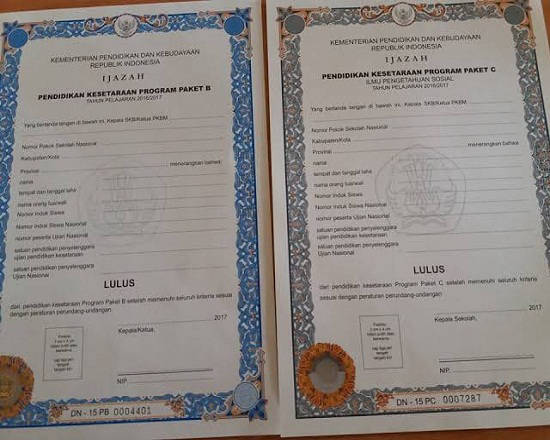 KEMENTERIAN PENDIDIKAN DAN KEBUDAYAAN
REPUBLIK INDONESIA
IJAZAH
PENDIDIKAN KESETARAAN PROGRAM PAKET B
TAHUN PELAJARAN 2016/2017
Yang bertanda tangan di bawah ini, Kepala SKB/Ketua PKBM
Nomor Pokok Sekolah Nasional
Kabupaten/Kota
Provinsi menerangkan bahwa:
nama
tempat dan tanggal lahir
nama orang tua/wali
Nomor Induk Siswa
Nomor Induk Siswa Nasional
nomor peserta Ujian Nasional
satuan pendidikan penyelenggara
ujian pendidikan kesetaraan
satuan pendidikan penyelenggara
Ujian Nasional
LULUS
dari pendidikan kesetaraan Program Paket B setelah memenuhi seluruh kriteria sesuai
dengan peraturan perundang-undangan.
2017
Kepala/Ketua,
NIP.
DN - 15 PB 0004401
KEMENTERIAN PENDIDIKAN DAN KEBUDAYAAN
REPUBLIK INDONESIA
IJAZAH
PENDIDIKAN KESETARAAN PROGRAM PAKET C
ILMU PENGETAHUAN SOSIAL
TAHUN PELAJARAN 2016/2017
Yang bertanda tangan di bawah ini, Kepala SKB/Ketua PKBM
Nomor Pokok Sekolah Nasional
Kabupaten/Kota
Provinsi menerangkan bahwa:
nama
tempat dan tanggal lahir
nama orang tua/wali
Nomor Induk Siswa
Nomor Induk Siswa Nasional
nomor peserta Ujian Nasional
satuan pendidikan penyelenggara
ujian pendidikan kesetaraan
satuan pendidikan penyelenggara
Ujian Nasional
LULUS
dari pendidikan kesetaraan Program Paket C setelah memenuhi seluruh kriteria
sesuai dengan peraturan perundang-undangan.
2017
Kepala Sekolah,
NIP.
DN - 15 PC 0007287